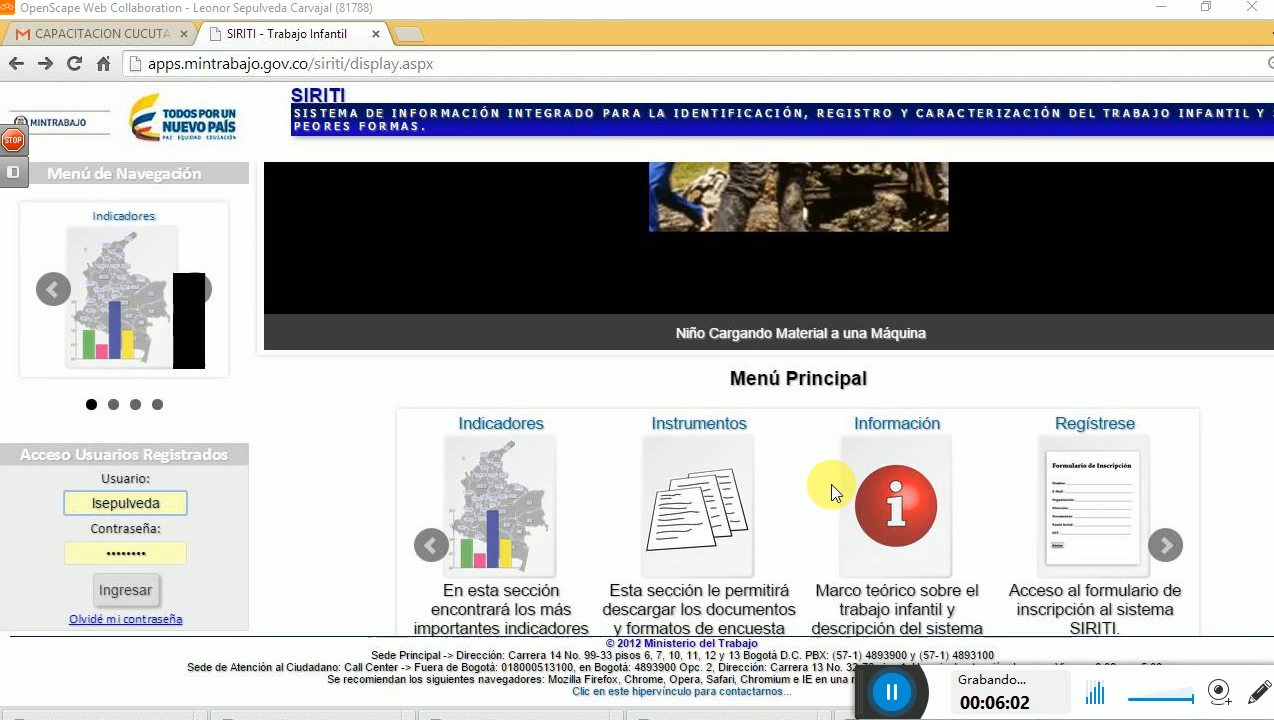 OpenScape Web Collaboration - Leonor Sepulveda Carvajal (81788)
CAPACITACION CUCUTA
SIRITI - Trabajo Infantil
apps.mintrabajo.gov.co/siriti/display.aspx
MINTRABAJO
TODOS POR UN
NUEVO PAÍS
PAZ EQUIDAD EDUCACIÓN
SIRITI
SISTEMA DE INFORMACIÓN INTEGRADO PARA LA IDENTIFICACIÓN, REGISTRO Y CARACTERIZACIÓN DEL TRABAJO INFANTIL Y
PEORES FORMAS.
STOP
Menú de Navegación
Indicadores
Niño Cargando Material a una Máquina
Menú Principal
Indicadores
Instrumentos
Información
Regístrese
Formulario de Inscripción
En esta sección
encontrará los más
importantes indicadores
Esta sección le permitirá
descargar los documentos
y formatos de encuesta
Marco teórico sobre el
trabajo infantil y
descripción del sistema
Acceso al formulario de
inscripción al sistema
SIRITI.
Acceso Usuarios Registrados
Usuario:
lsepulveda
Contraseña:
••••••••
Ingresar
Olvidé mi contraseña
© 2012 Ministerio del Trabajo
Sede Principal -> Dirección: Carrera 14 No. 99-33 pisos 6, 7, 10, 11, 12 y 13 Bogotá D.C. PBX: (57-1) 4893900 y (57-1) 4893100
Sede de Atención al Ciudadano: Call Center -> Fuera de Bogotá: 018000513100, en Bogotá: 4893900 Opc. 2, Dirección: Carrera 13 No.
Se recomiendan los siguientes navegadores: Mozilla Firefox, Chrome, Opera, Safari, Chromium e IE en una
Clic en este hipervínculo para contactarnos...
Grabando...
00:06:02